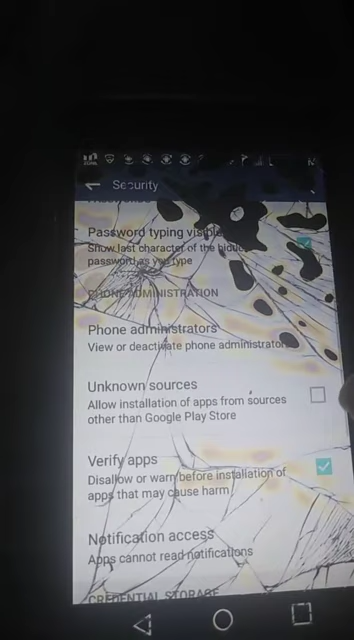 Security
Password typing visible
Show last character of the hidden
password as you type
PHONE ADMINISTRATION
Phone administrators
View or deactivate phone administrators
Unknown sources
Allow installation of apps from sources
other than Google Play Store
Verify apps
Disallow or warn before installation of
apps that may cause harm
Notification access
Apps cannot read notifications
CREDENTIAL STORAGE